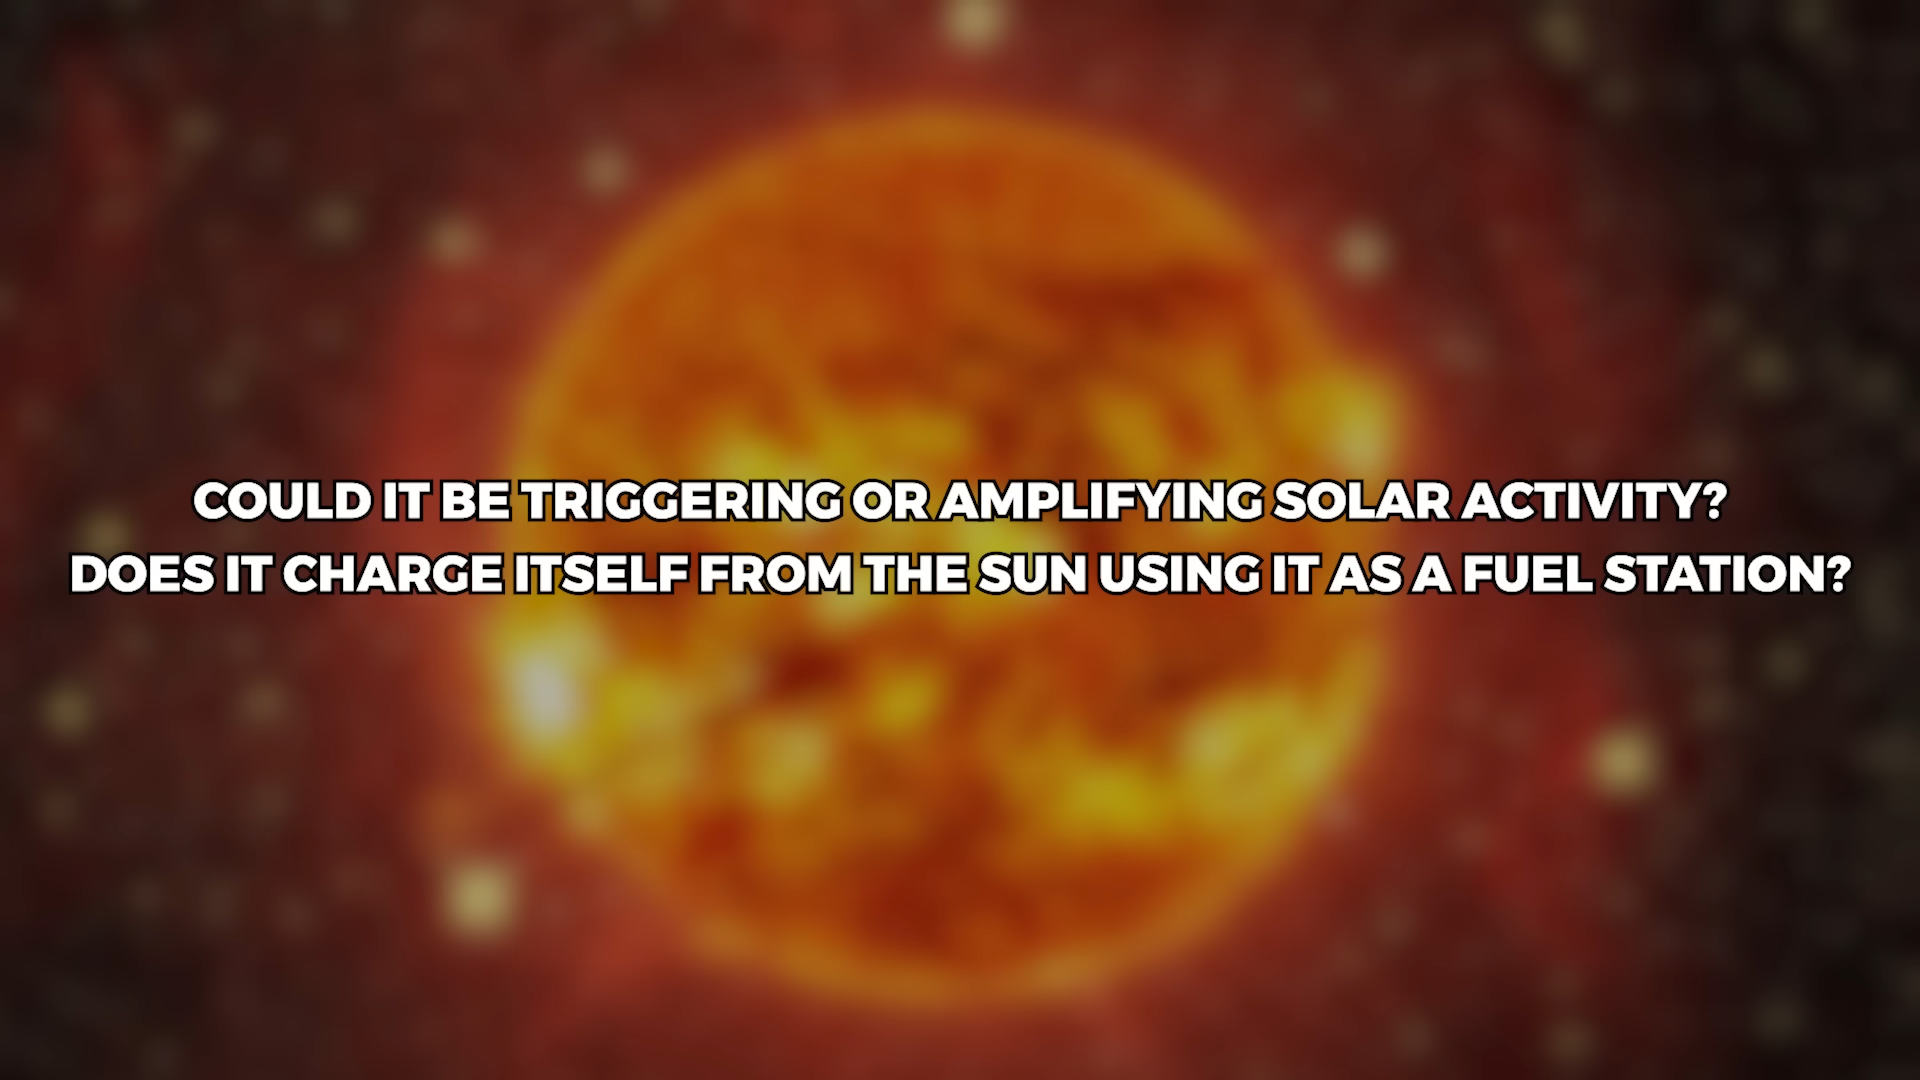 COULD IT BE TRIGGERING OR AMPLIFYING SOLAR ACTIVITY?
DOES IT CHARGE ITSELF FROM THE SUN USING IT AS A FUEL STATION?